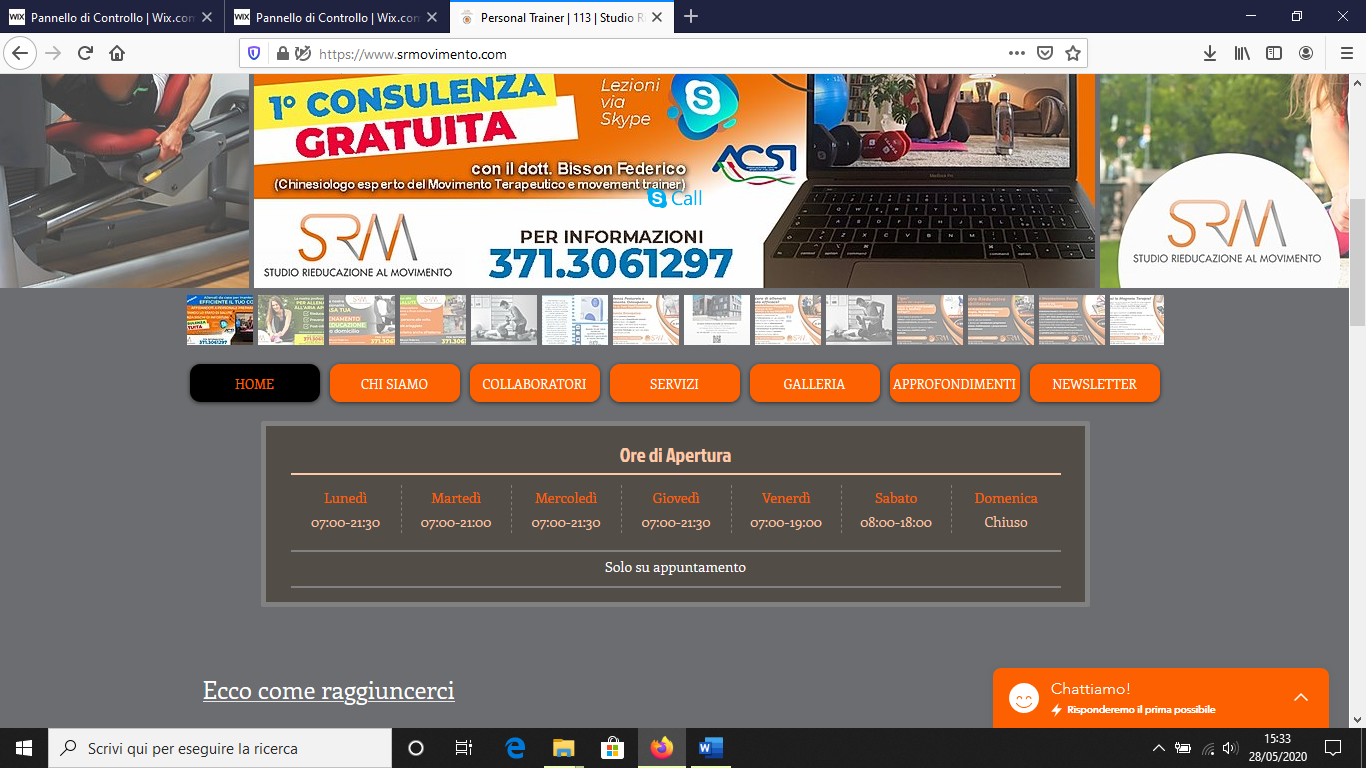 Pannello di Controllo | Wix.con
Pannello di Controllo | Wix.con
Personal Trainer | 113 | Studio R
https://www.srmovimento.com
1° CONSULENZA
GRATUITA
Lezioni
via
Skype
con il dott. Bisson Federico
(Chinesiologo esperto del Movimento Terapeutico e movement trainer)
ACSI
Call
SRM
STUDIO RIEDUCAZIONE AL MOVIMENTO
PER INFORMAZIONI
371.3061297
MacBook Pro
SRM
STUDIO RIEDUCAZIONE AL MOVIMENTO
HOME CHI SIAMO COLLABORATORI SERVIZI GALLERIA APPROFONDIMENTI NEWSLETTER
Ore di Apertura
Lunedì Martedì Mercoledì Giovedì Venerdì Sabato Domenica
07:00-21:30 07:00-21:00 07:00-21:30 07:00-21:30 07:00-19:00 08:00-18:00 Chiuso
Solo su appuntamento
Ecco come raggiuncerci
Chattiamo!
Risponderemo il prima possibile
Scrivi qui per eseguire la ricerca
15:33
28/05/2020